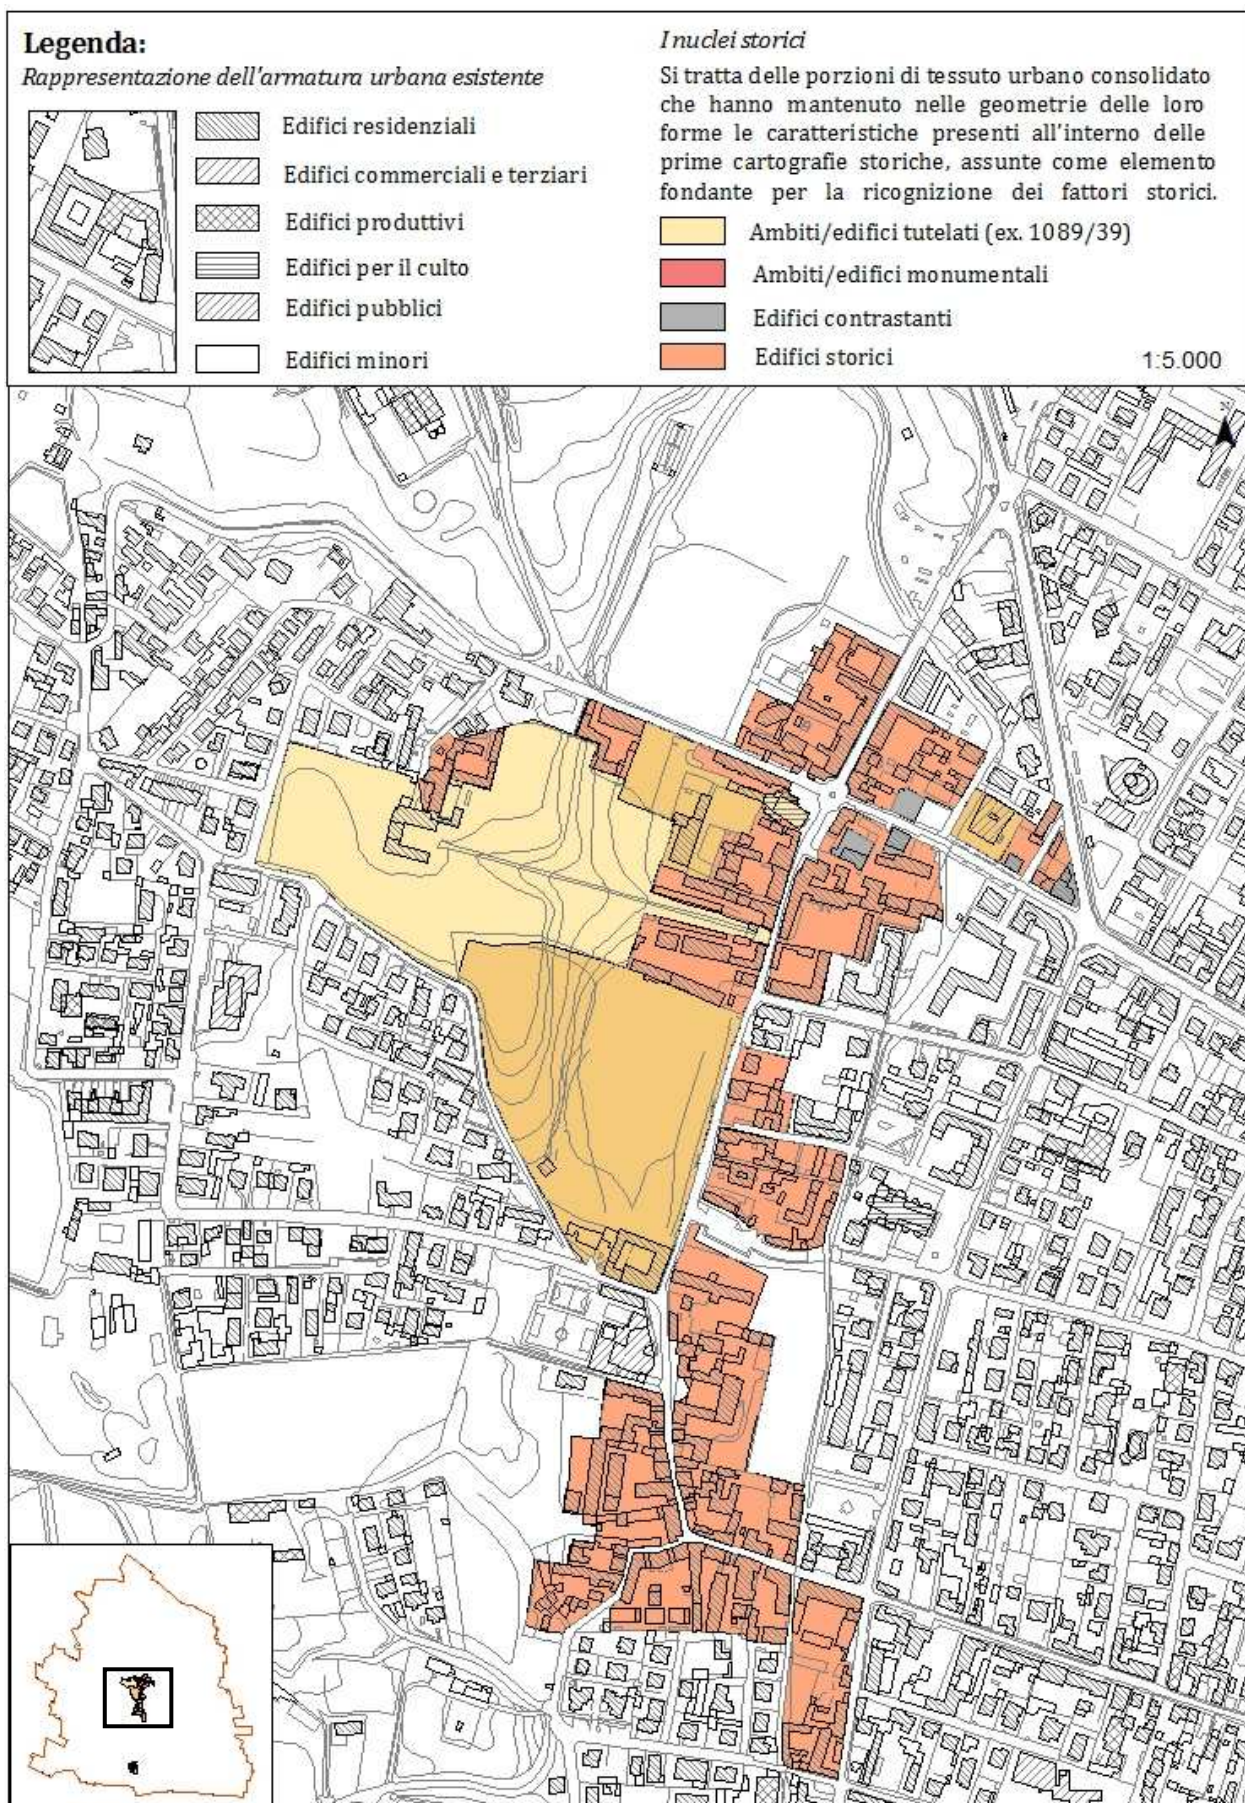 Legenda:
Rappresentazione dell'armatura urbana esistente
Edifici residenziali
Edifici commerciali e terziari
Edifici produttivi
Edifici per il culto
Edifici pubblici
Edifici minori
I nuclei storici
Si tratta delle porzioni di tessuto urbano consolidato
che hanno mantenuto nelle geometrie delle loro
forme le caratteristiche presenti all'interno delle
prime cartografie storiche, assunte come elemento
fondante per la ricognizione dei fattori storici.
Ambiti/edifici tutelati (ex. 1089/39)
Ambiti/edifici monumentali
Edifici contrastanti
Edifici storici
1:5.000